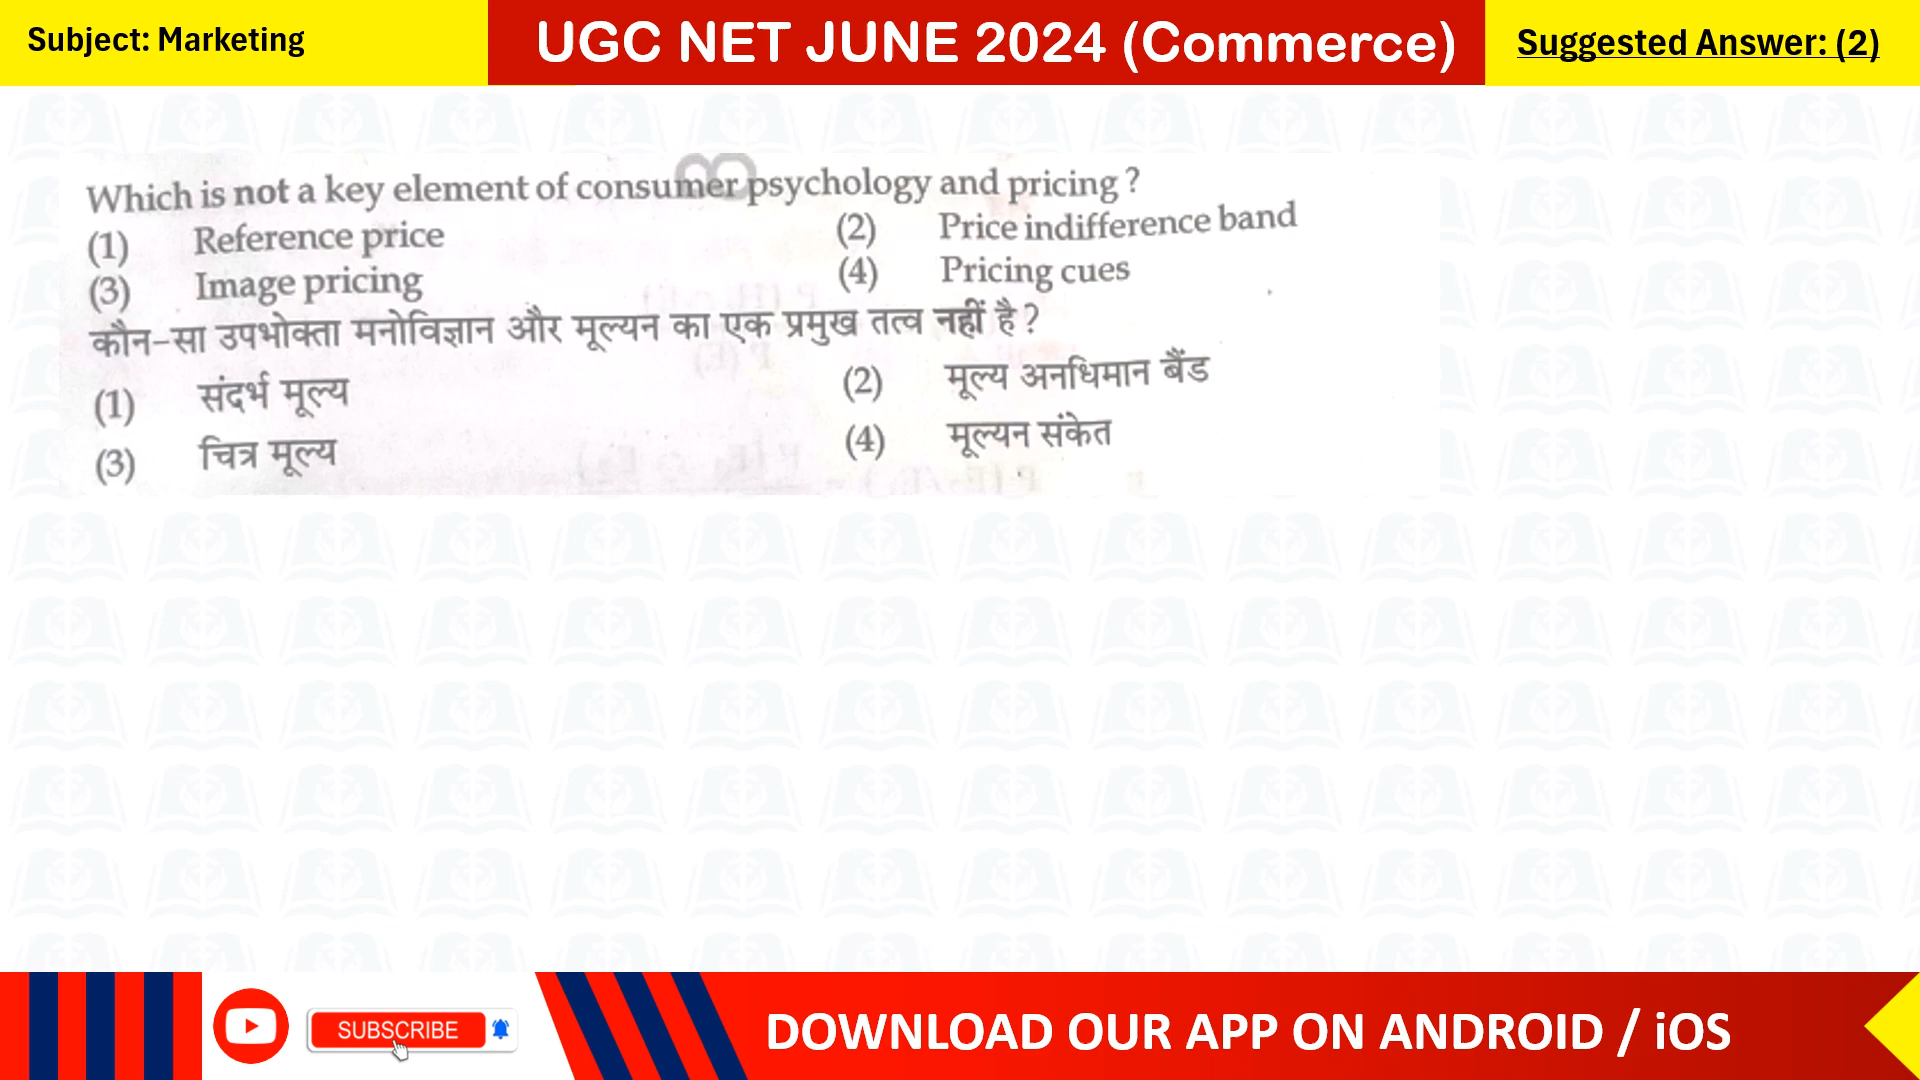 Subject: Marketing
UGC NET JUNE 2024 (Commerce)
Suggested Answer: (2)
Which is not a key element of consumer psychology and pricing ?
(1) Reference price (2) Price indifference band
(3) Image pricing (4) Pricing cues
कौन-सा उपभोक्ता मनोविज्ञान और मूल्यन का एक प्रमुख तत्व नहीं है ?
(1) संदर्भ मूल्य (2) मूल्य अनधिमान बैंड
(3) चित्र मूल्य (4) मूल्यन संकेत
SUBSCRIBE
DOWNLOAD OUR APP ON ANDROID / iOS